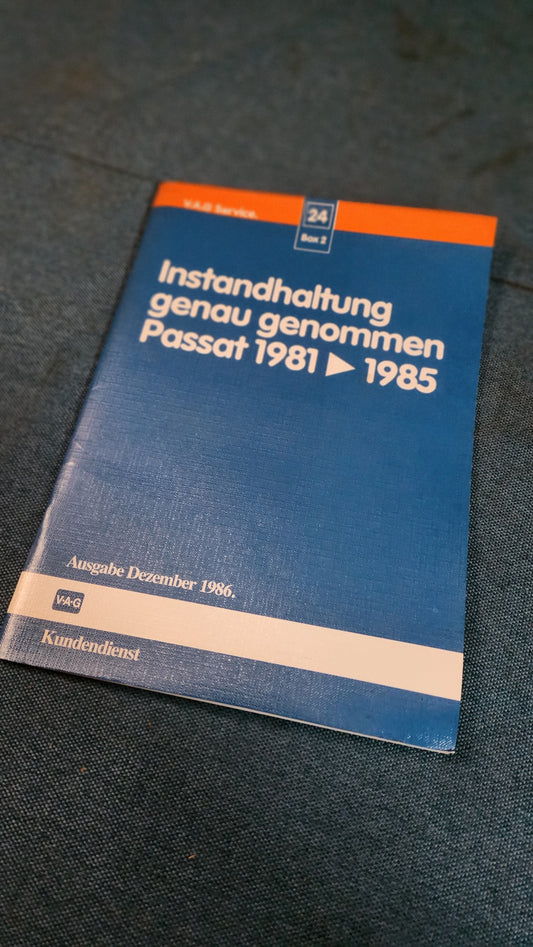 V.A.G Service.
24
Box 2
Instandhaltung
genau genommen
Passat 1981 ▶ 1985
Ausgabe Dezember 1986.
V·A·G
Kundendienst